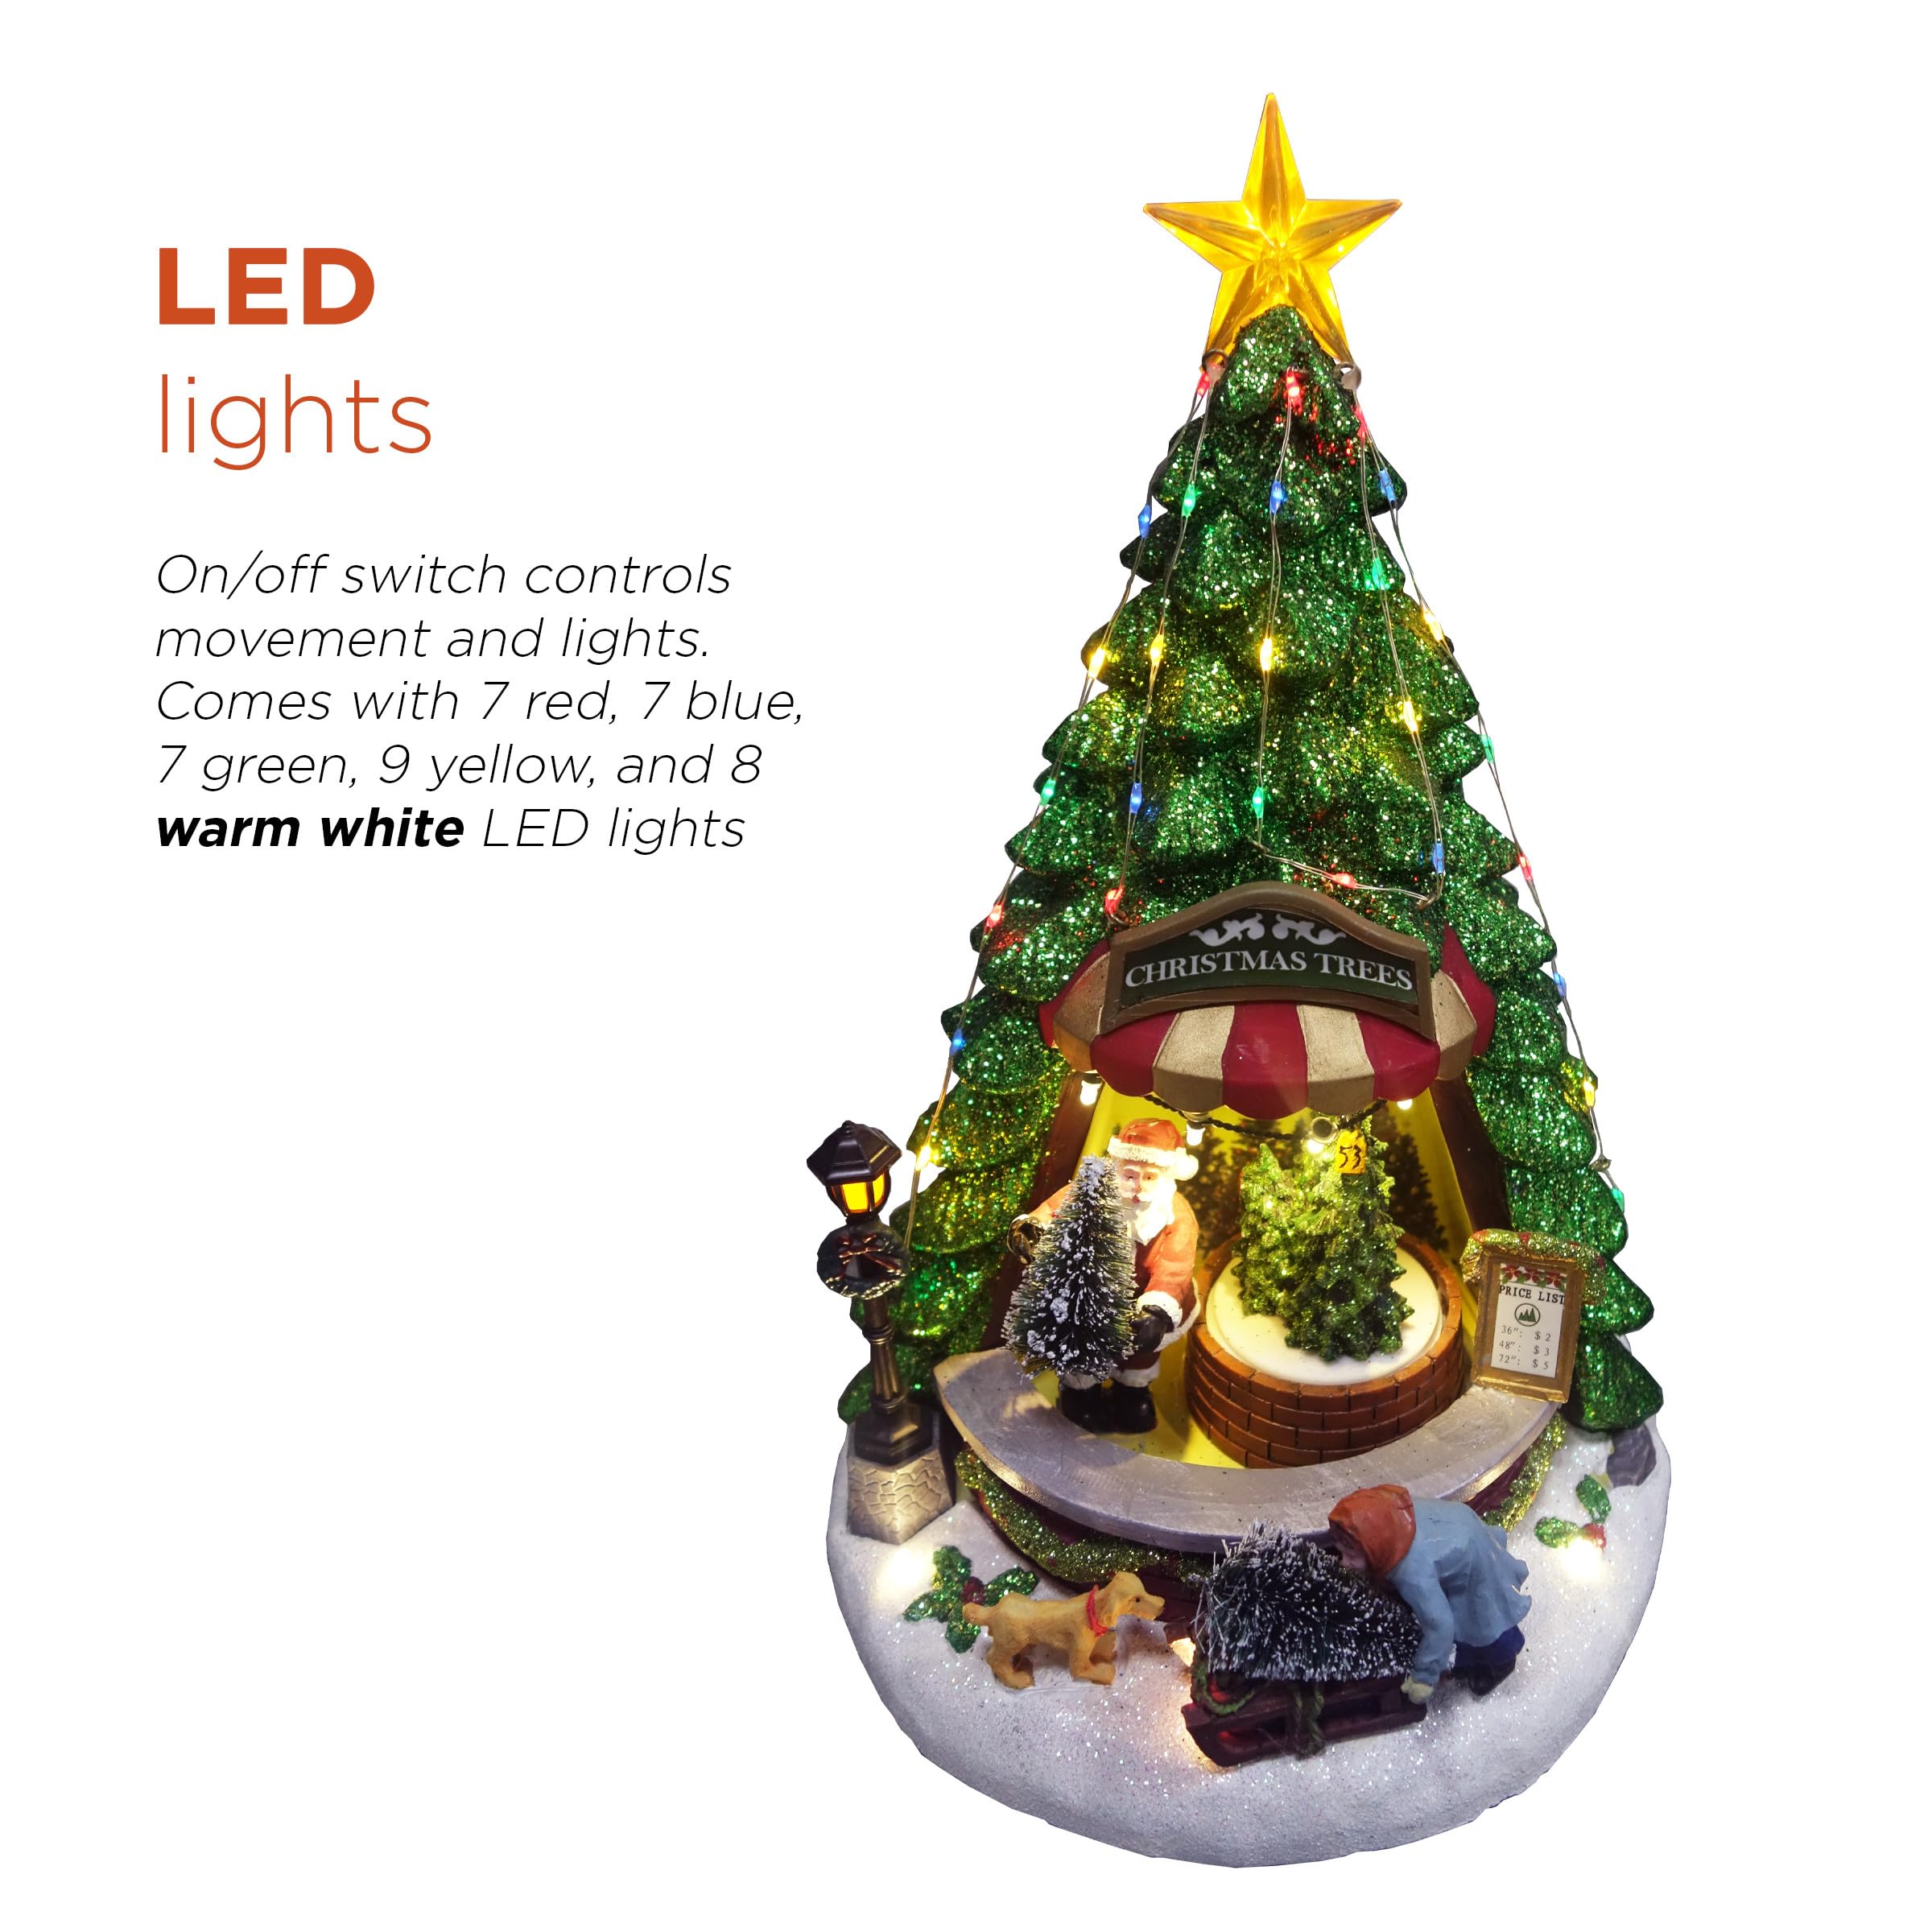 LED
lights
On/off switch controls
movement and lights.
Comes with 7 red, 7 blue,
7 green, 9 yellow, and 8
warm white LED lights
CHRISTMAS TREES
53
PRICE LIST
36": $ 2
48": $ 3
72": $ 5